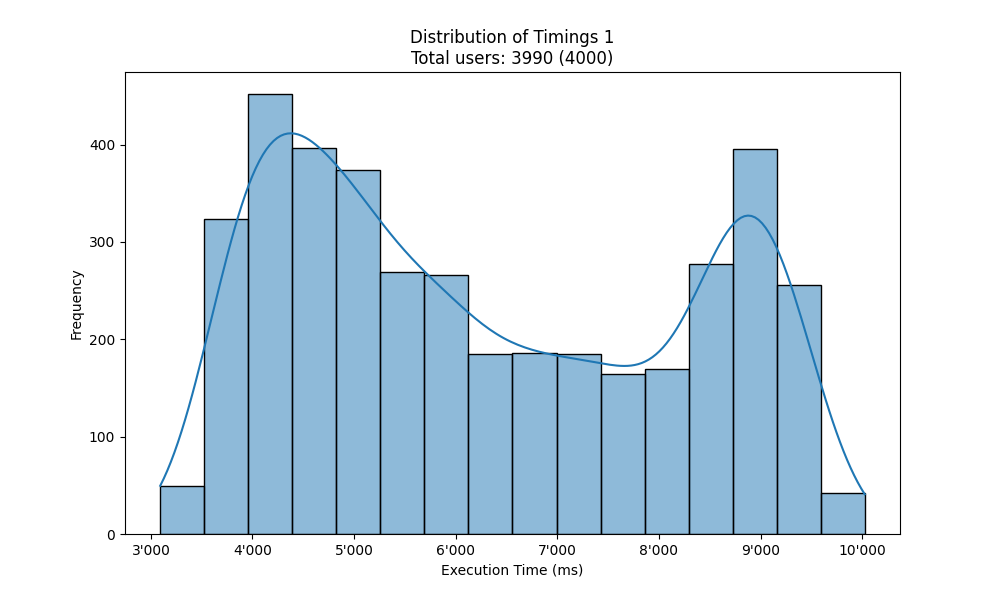 Distribution of Timings 1
Total users: 3990 (4000)
Frequency
400
300
200
100
0
3'000 4'000 5'000 6'000 7'000 8'000 9'000 10'000
Execution Time (ms)